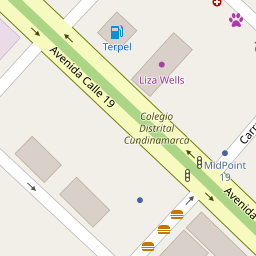 Terpel
Avenida Calle 19
Liza Wells
Colegio
Distrital
Cundinamarca
MidPoint
19
Carr
Avenida